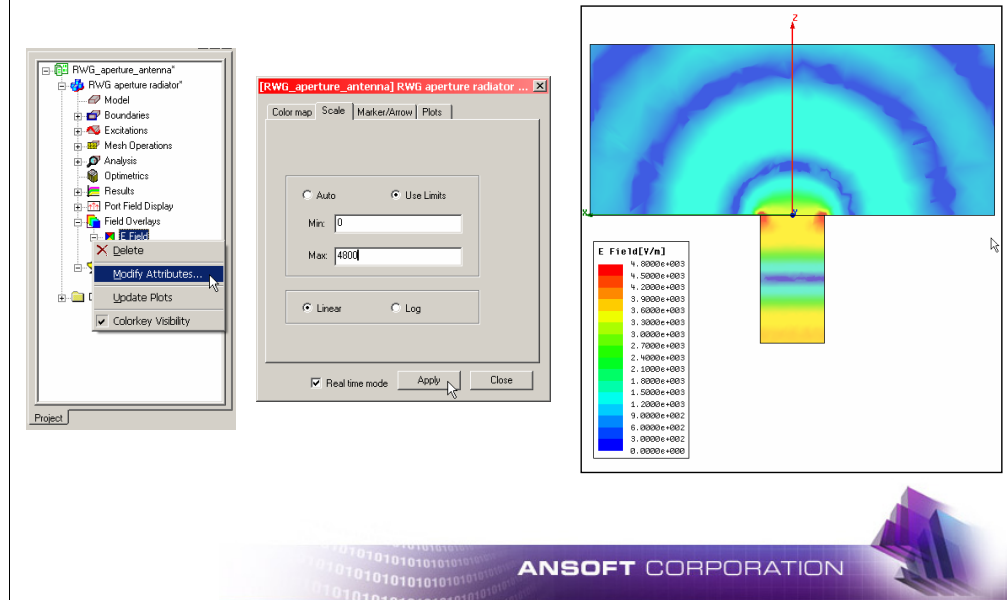 RWG_aperture_antenna*
RWG aperture radiator*
Model
Boundaries
Excitations
Mesh Operations
Analysis
Optimetrics
Results
Port Field Display
Field Overlays
E Field
Delete
Modify Attributes...
Update Plots
Colorkey Visibility
Project
[RWG_aperture_antenna] RWG aperture radiator ...
Color map Scale Marker/Arrow Plots
Auto Use Limits
Min: 0
Max: 4800
Linear Log
Real time mode Apply Close
Z
X
Y
E Field[V/m]
4.8000e+003
4.5000e+003
4.2000e+003
3.9000e+003
3.6000e+003
3.3000e+003
3.0000e+003
2.7000e+003
2.4000e+003
2.1000e+003
1.8000e+003
1.5000e+003
1.2000e+003
9.0000e+002
6.0000e+002
3.0000e+002
0.0000e+000
ANSOFT CORPORATION